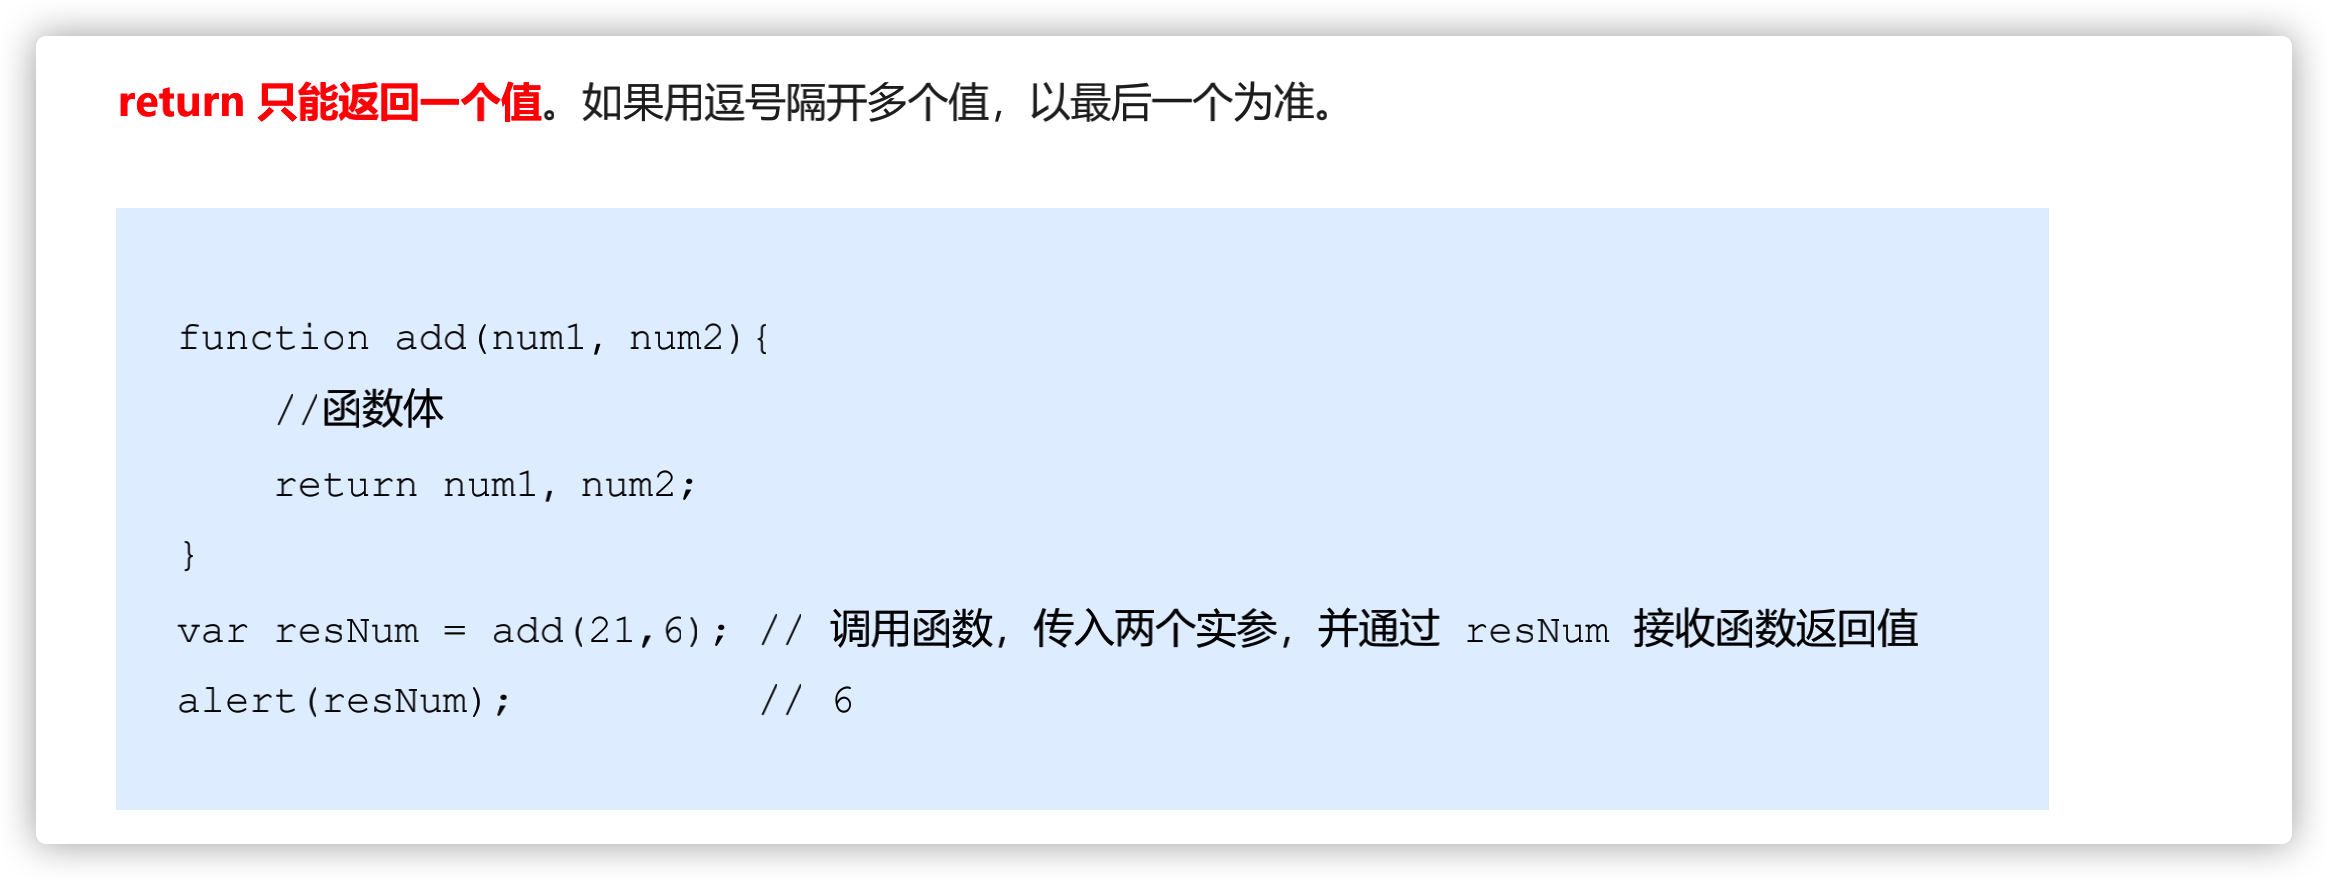 return 只能返回一个值。如果用逗号隔开多个值，以最后一个为准。
function add(num1, num2){
//函数体
return num1, num2;
}
var resNum = add(21,6); // 调用函数，传入两个实参，并通过 resNum 接收函数返回值
alert(resNum); // 6